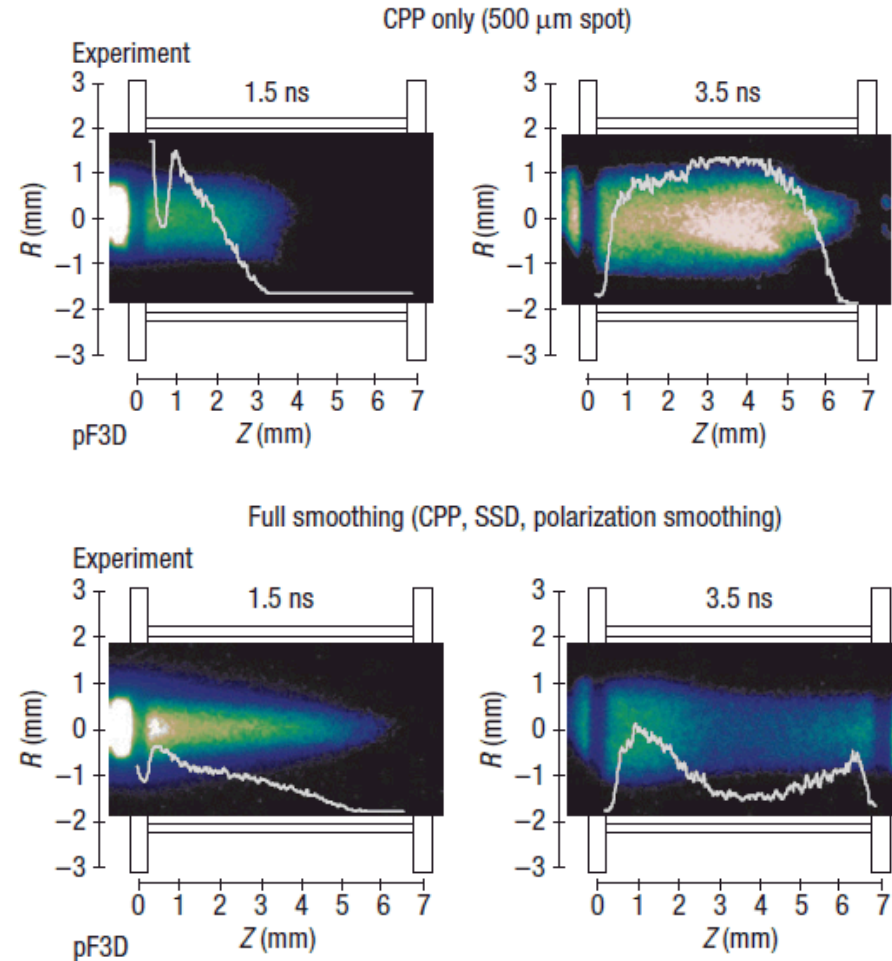 CPP only (500 μm spot)
Experiment
1.5 ns
3.5 ns
3
2
1
0
−1
−2
−3
R (mm)
3
2
1
0
−1
−2
−3
R (mm)
0 1 2 3 4 5 6 7
0 1 2 3 4 5 6 7
pF3D
Z (mm)
Z (mm)
Full smoothing (CPP, SSD, polarization smoothing)
Experiment
1.5 ns
3.5 ns
3
2
1
0
−1
−2
−3
R (mm)
3
2
1
0
−1
−2
−3
R (mm)
0 1 2 3 4 5 6 7
0 1 2 3 4 5 6 7
pF3D
Z (mm)
Z (mm)